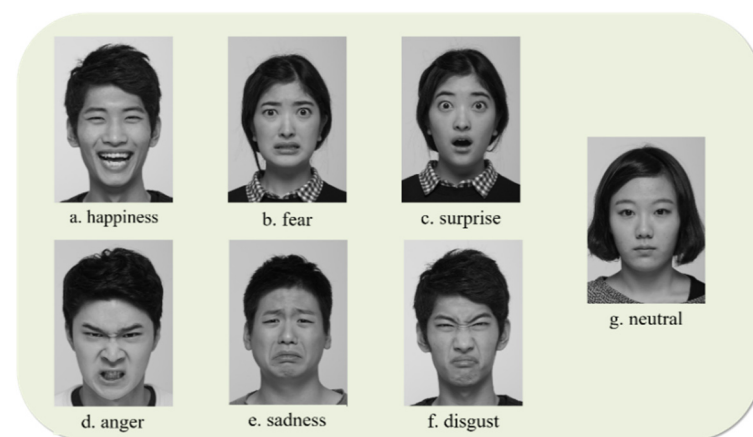 a. happiness
b. fear
c. surprise
d. anger
e. sadness
f. disgust
g. neutral